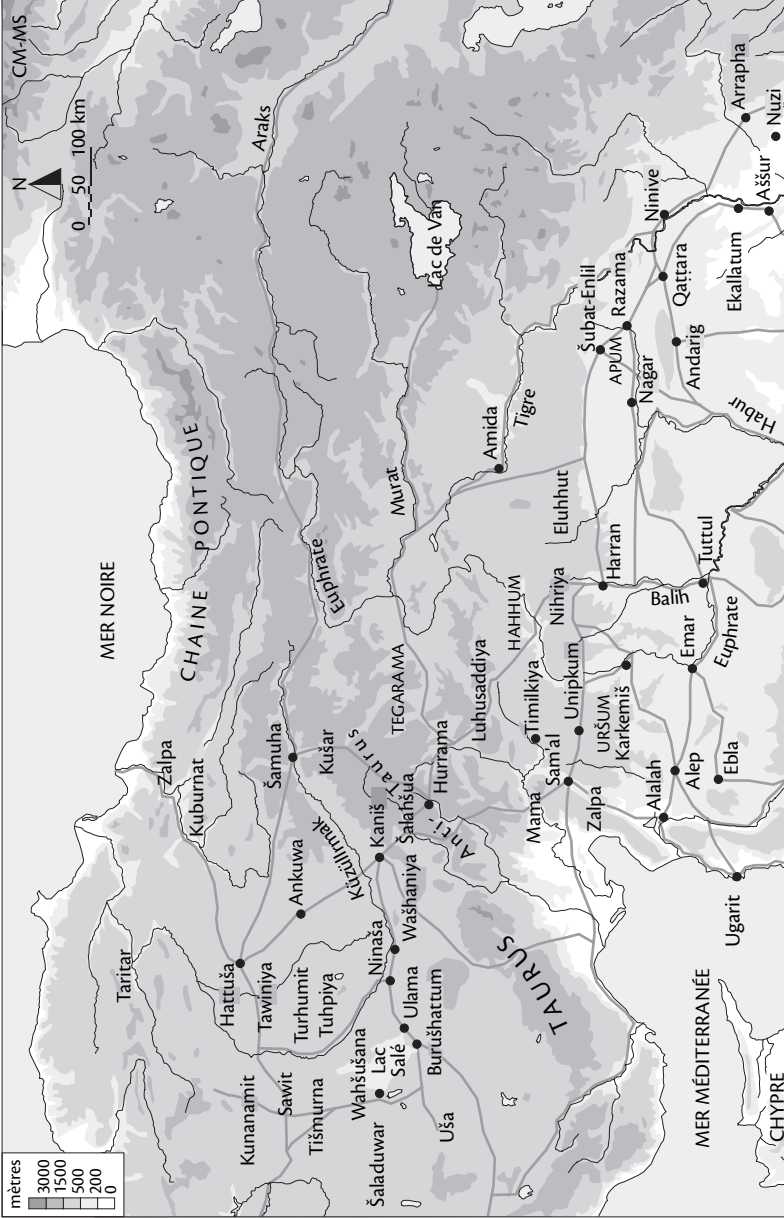 mètres
3000
1500
500
200
0
N
0 50 100 km
CM-MS
MER NOIRE
CHAINE PONTIQUE
Araks
Taritar
Zalpa
Kuburnat
Hattuša
Tawiniya
Turhumit
Tuhpiya
Ankuwa
Šamuha
Kušar
Kızılırmak
Kunanamit
Sawit
Tišmurna
Wahšušana
Lac
Salé
Šaladuwar
Uša
Burušhattum
Ulama
Ninaša
Wašhaniya
Kaniš
Šalahšua
Anti-Taurus
TAURUS
Hurrama
TEGARAMA
Luhusaddiya
HAHHUM
Timilkiya
Euphrate
Murat
Lac de Van
Amida
Tigre
Eluhhut
Nihriya
Harran
Balih
Unipkum
URŠUM
Karkemiš
Mama
Sam'al
Zalpa
Alalah
Alep
Ebla
Emar
Euphrate
Tuttul
Ugarit
MER MÉDITERRANÉE
CHYPRE
Šubat-Enlil
APUM
Razama
Nagar
Habur
Andarig
Qaṭṭara
Ninive
Ekallatum
Aššur
Arrapha
Nuzi